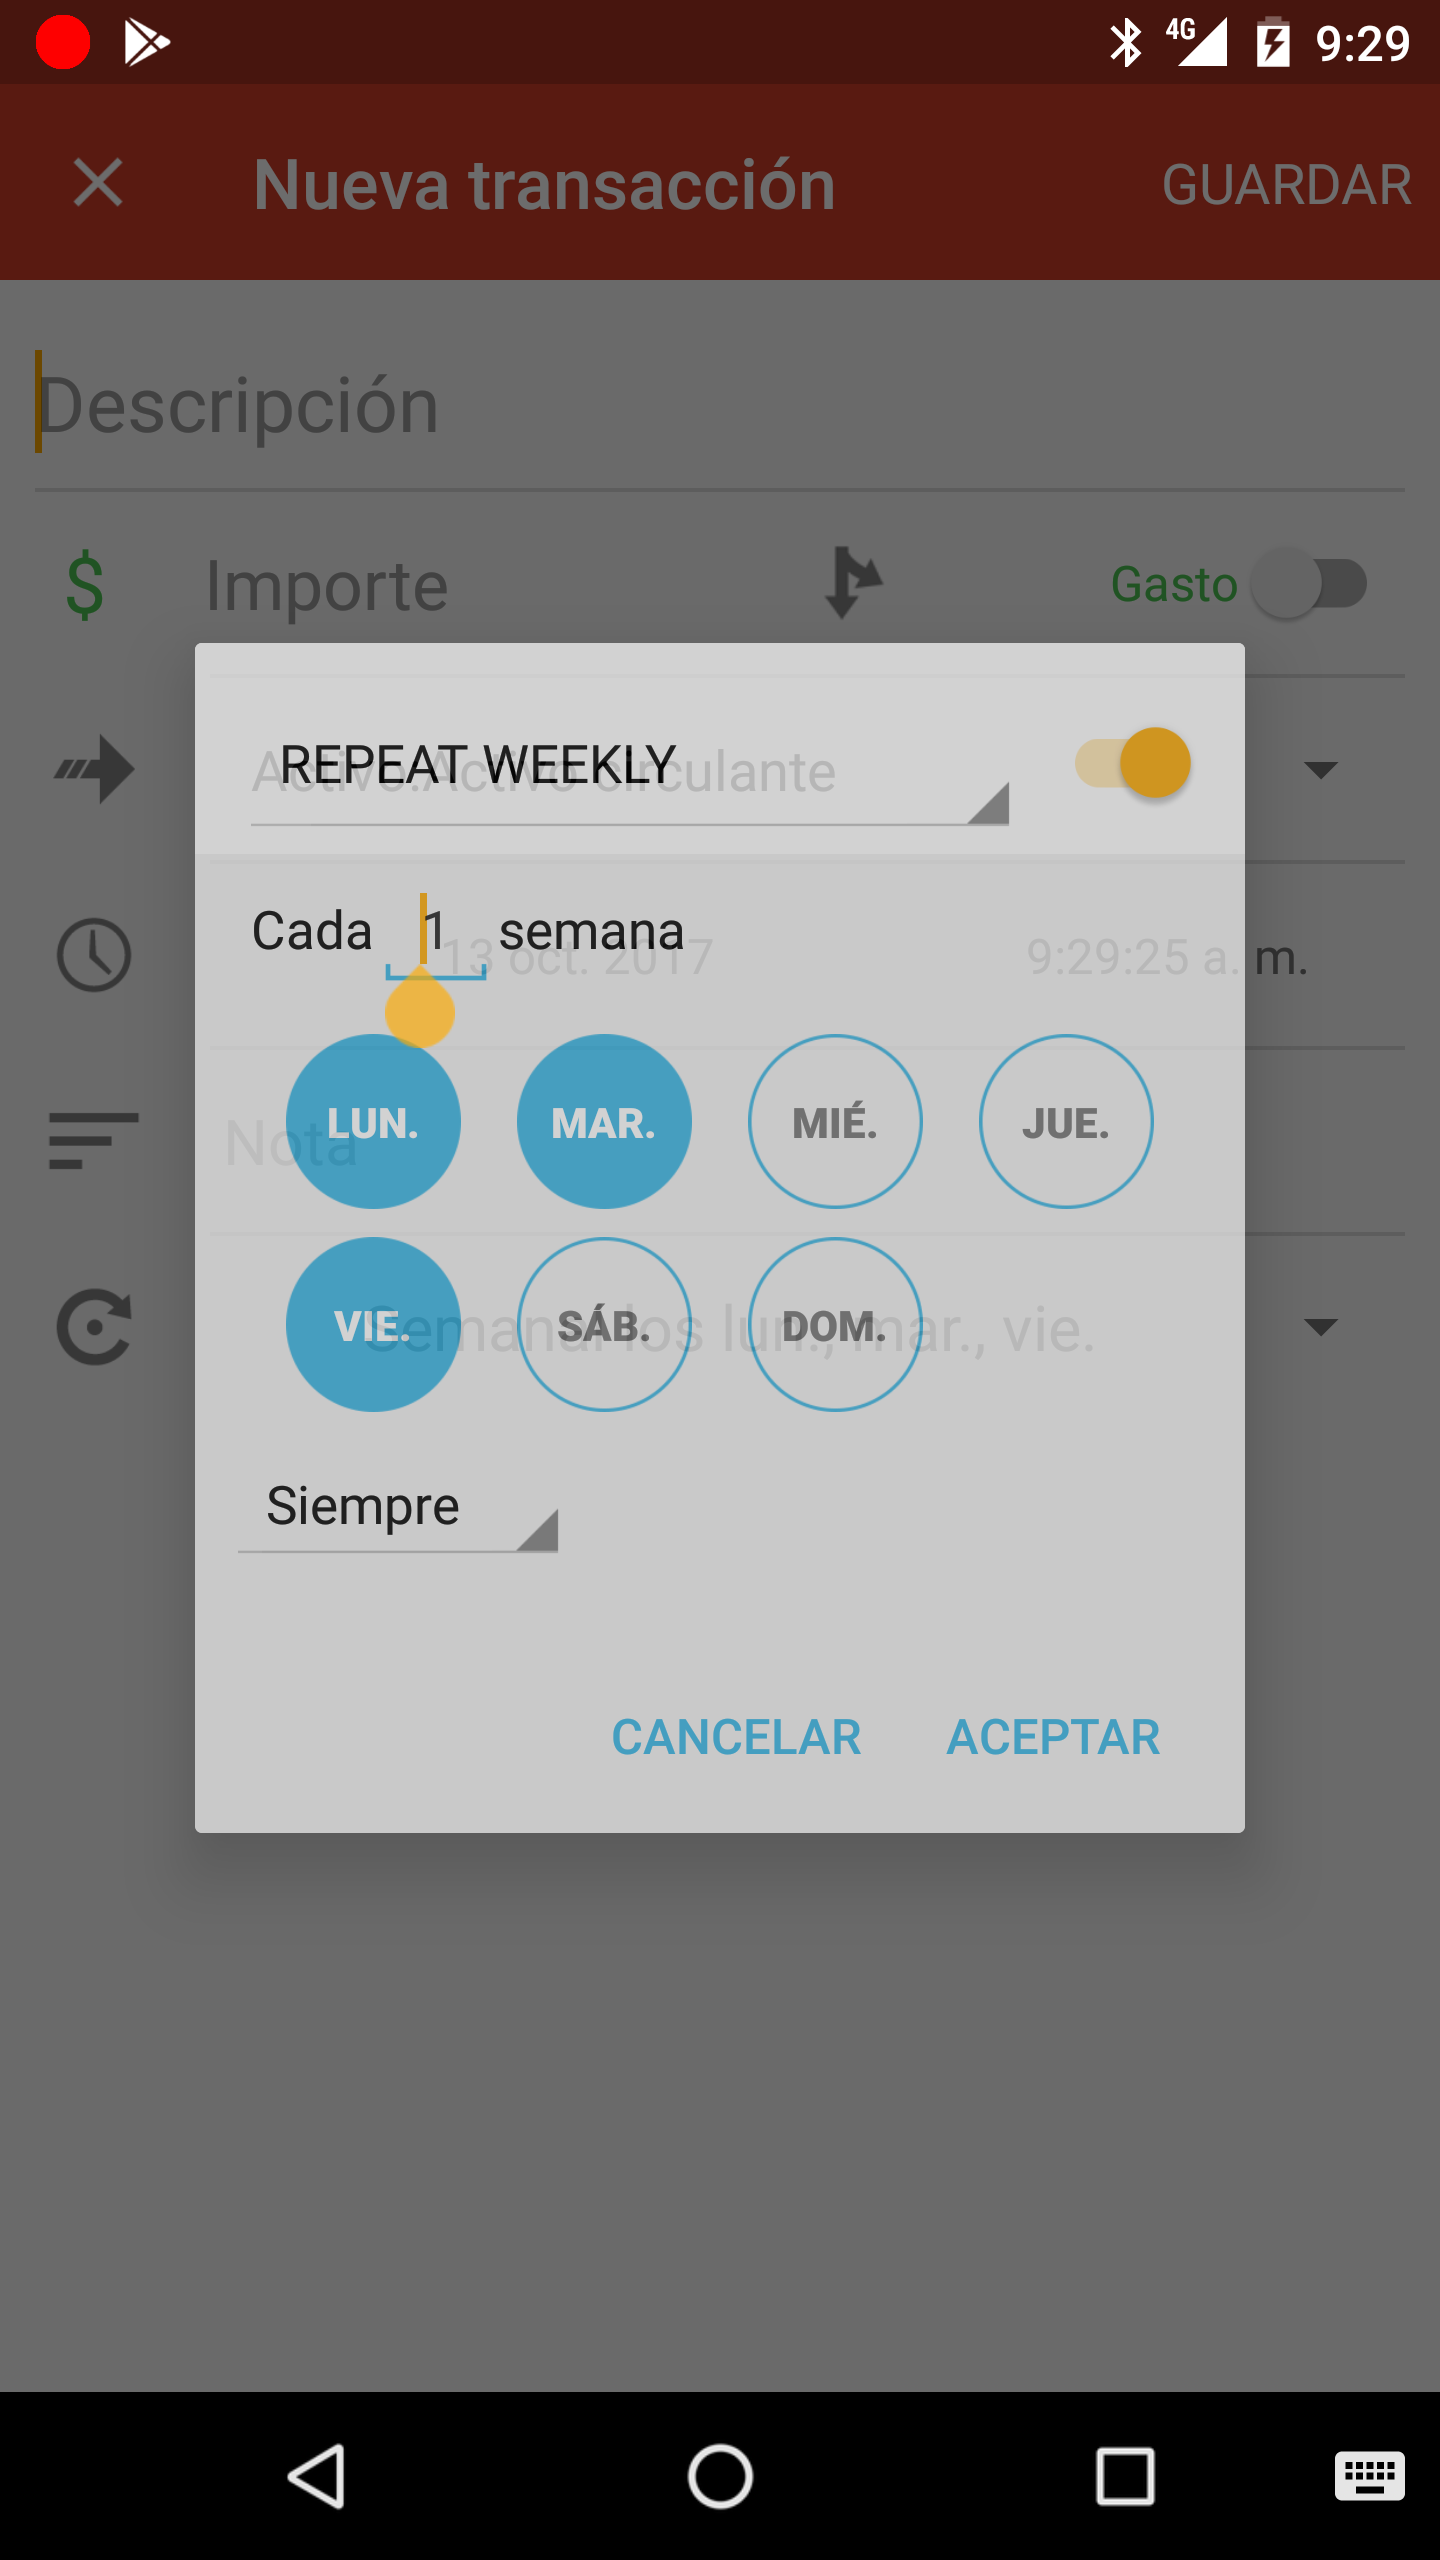 4G 9:29
Nueva transacción GUARDAR
Descripción
$ Importe Gasto
REPEAT WEEKLY
Activo:Activo circulante
Cada 1 semana
13 oct. 2017 9:29:25 a. m.
LUN. MAR. MIÉ. JUE.
Nota
VIE. SÁB. DOM.
Semanal los lun., mar., vie.
Siempre
CANCELAR ACEPTAR